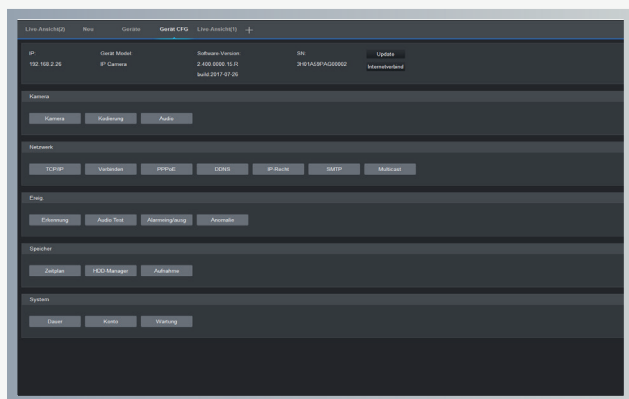 Live-Ansicht(2) Neu Geräte Gerät CFG Live-Ansicht(1) +
IP: Gerät Model Software-Version: SN: Update
192.168.2.26 IP Camera 2.400.0000.15.R 3H01A59PAG00002 Internetverbind
build:2017-07-26
Kamera
Kamera Kodierung Audio
Netzwerk
TCP/IP Verbinden PPPoE DDNS IP-Recht SMTP Multicast
Ereig.
Erkennung Audio Test Alarmeing/ausg Anomalie
Speicher
Zeitplan HDD-Manager Aufnahme
System
Dauer Konto Wartung